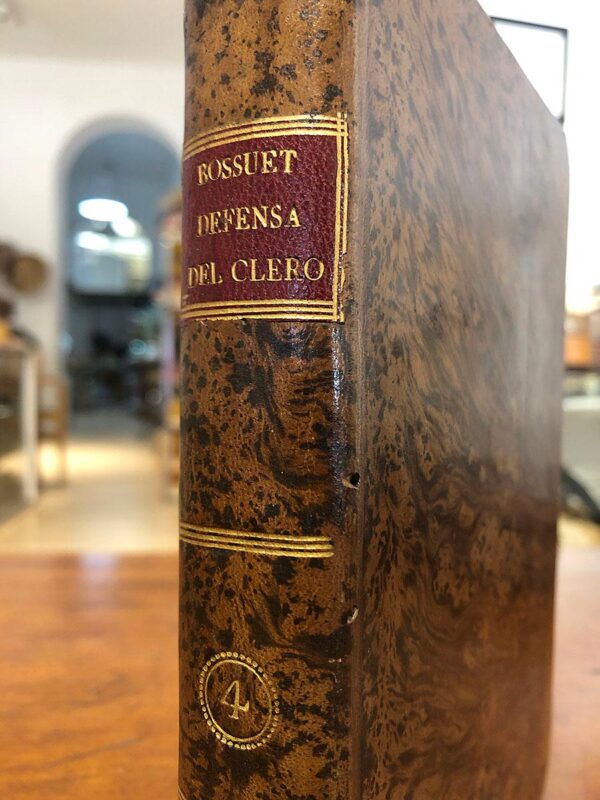 BOSSUET
DEFENSA
DEL CLERO
4